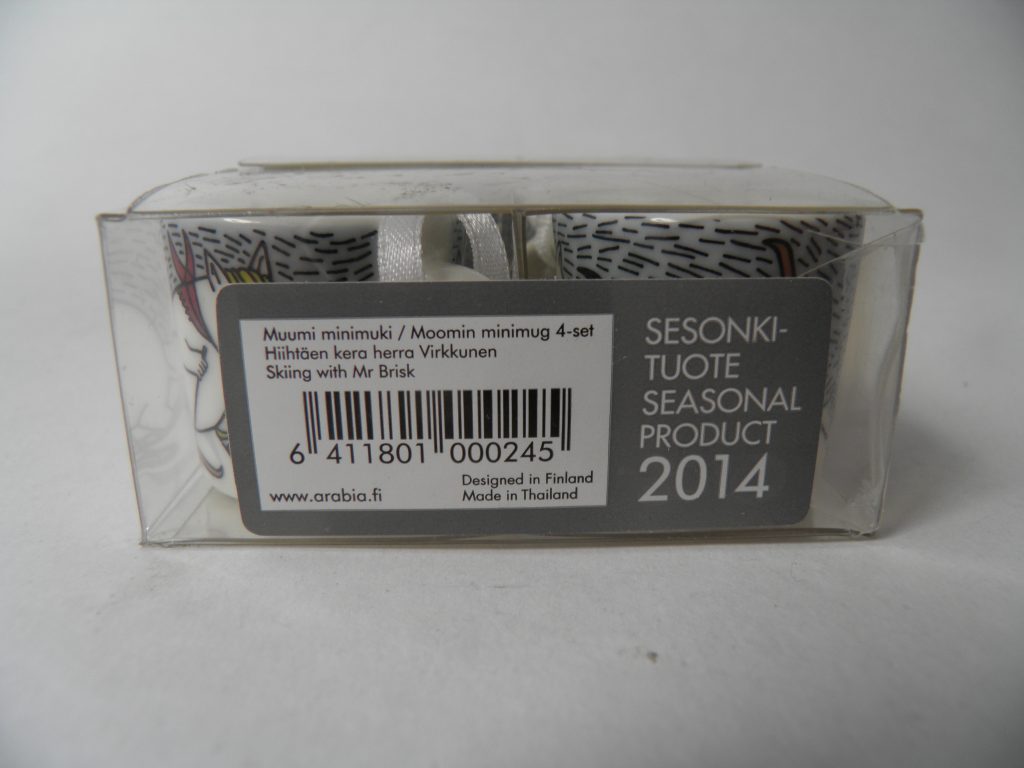 Muumi minimuki / Moomin minimug 4-set
Hiihtäen kera herra Virkkunen
Skiing with Mr Brisk
6 411801 000245
www.arabia.fi
Designed in Finland
Made in Thailand
SESONKI-
TUOTE
SEASONAL
PRODUCT
2014